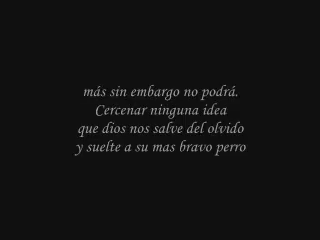 más sin embargo no podrá.
Cercenar ninguna idea
que dios nos salve del olvido
y suelte a su mas bravo perro